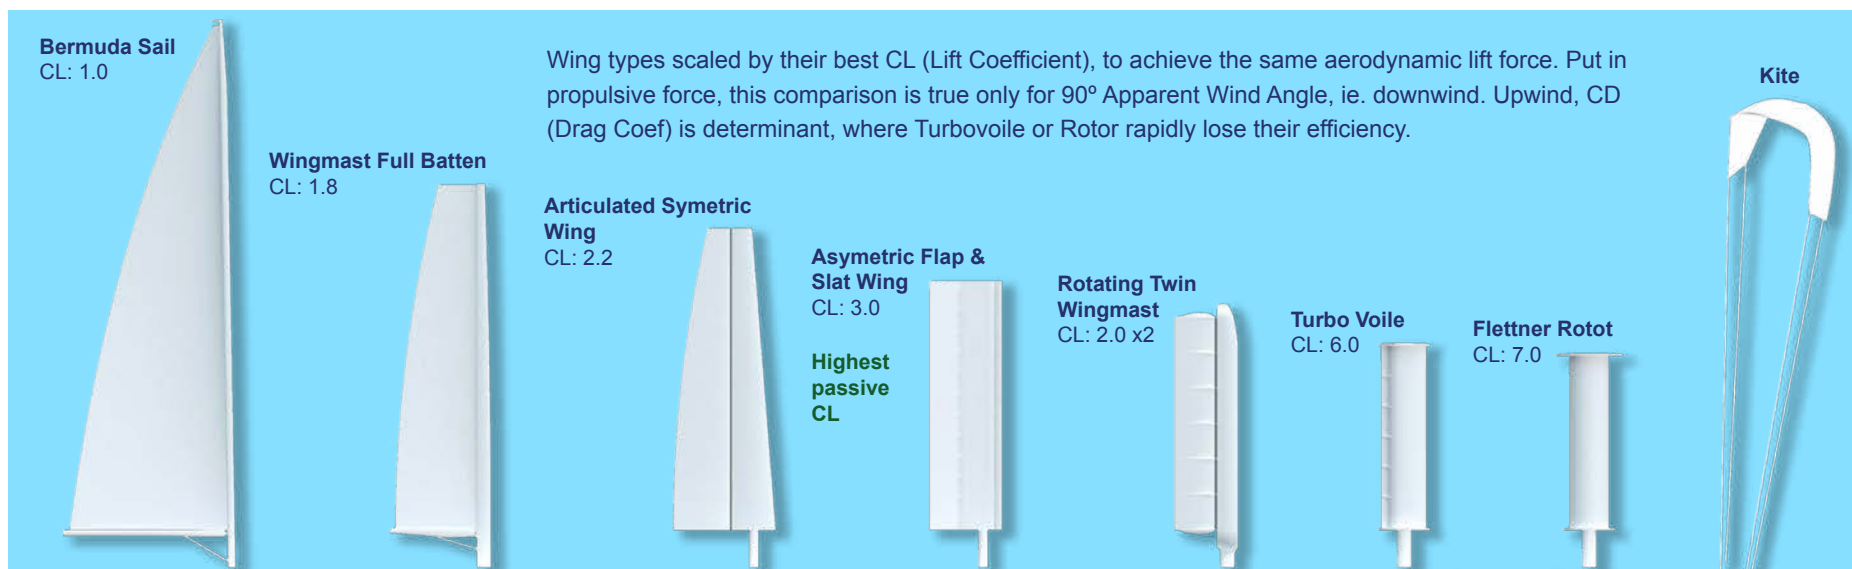 Bermuda Sail
CL: 1.0
Wing types scaled by their best CL (Lift Coefficient), to achieve the same aerodynamic lift force. Put in
propulsive force, this comparison is true only for 90º Apparent Wind Angle, ie. downwind. Upwind, CD
(Drag Coef) is determinant, where Turbovoile or Rotor rapidly lose their efficiency.
Kite
Wingmast Full Batten
CL: 1.8
Articulated Symetric
Wing
CL: 2.2
Asymetric Flap &
Slat Wing
CL: 3.0
Highest
passive
CL
Rotating Twin
Wingmast
CL: 2.0 x2
Turbo Voile
CL: 6.0
Flettner Rotot
CL: 7.0